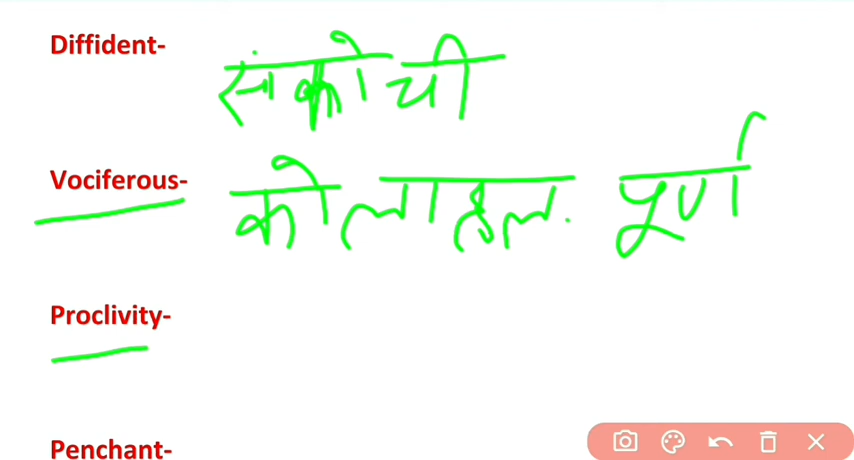 Diffident- संकोची
Vociferous- कोलाहल पूर्ण
Proclivity-
Penchant-